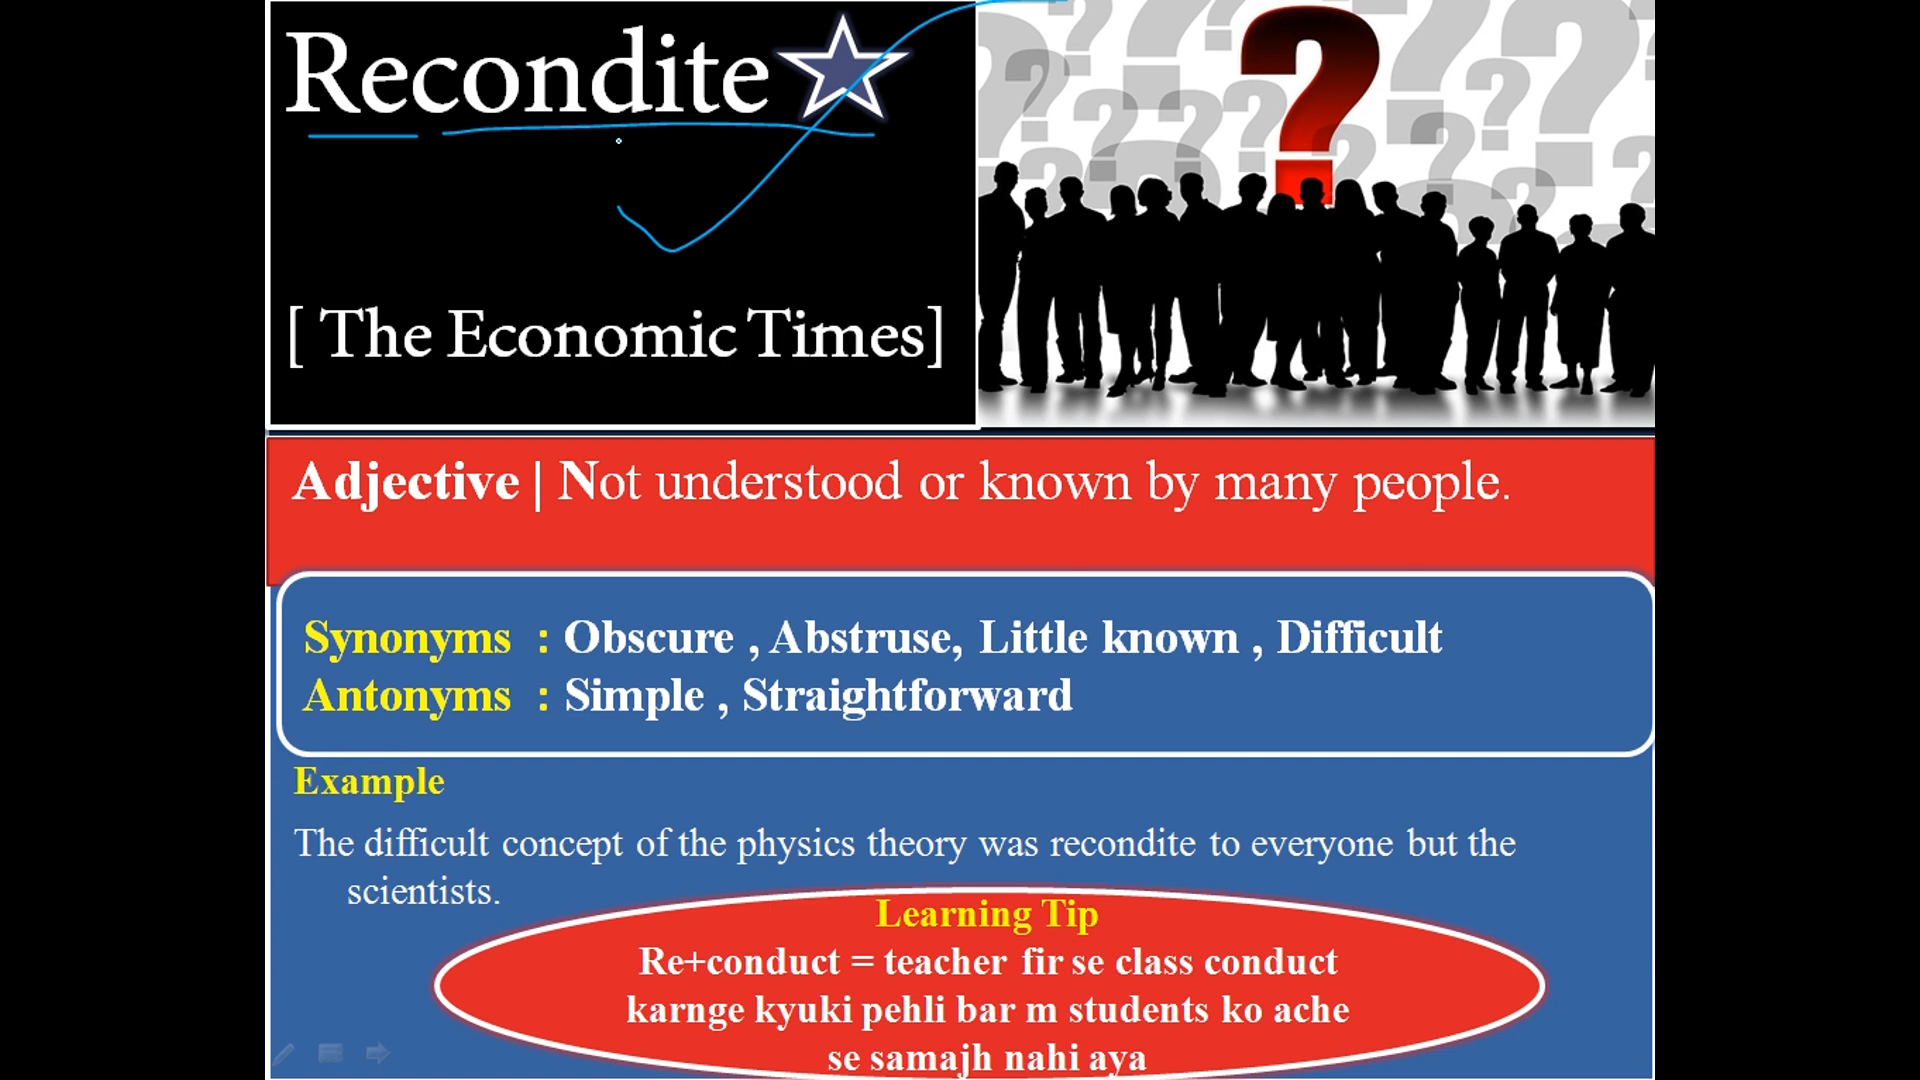 Recondite
[ The Economic Times]
Adjective | Not understood or known by many people.
Synonyms : Obscure , Abstruse, Little known , Difficult
Antonyms : Simple , Straightforward
Example
The difficult concept of the physics theory was recondite to everyone but the
scientists.
Learning Tip
Re+conduct = teacher fir se class conduct
karnge kyuki pehli bar m students ko ache
se samajh nahi aya